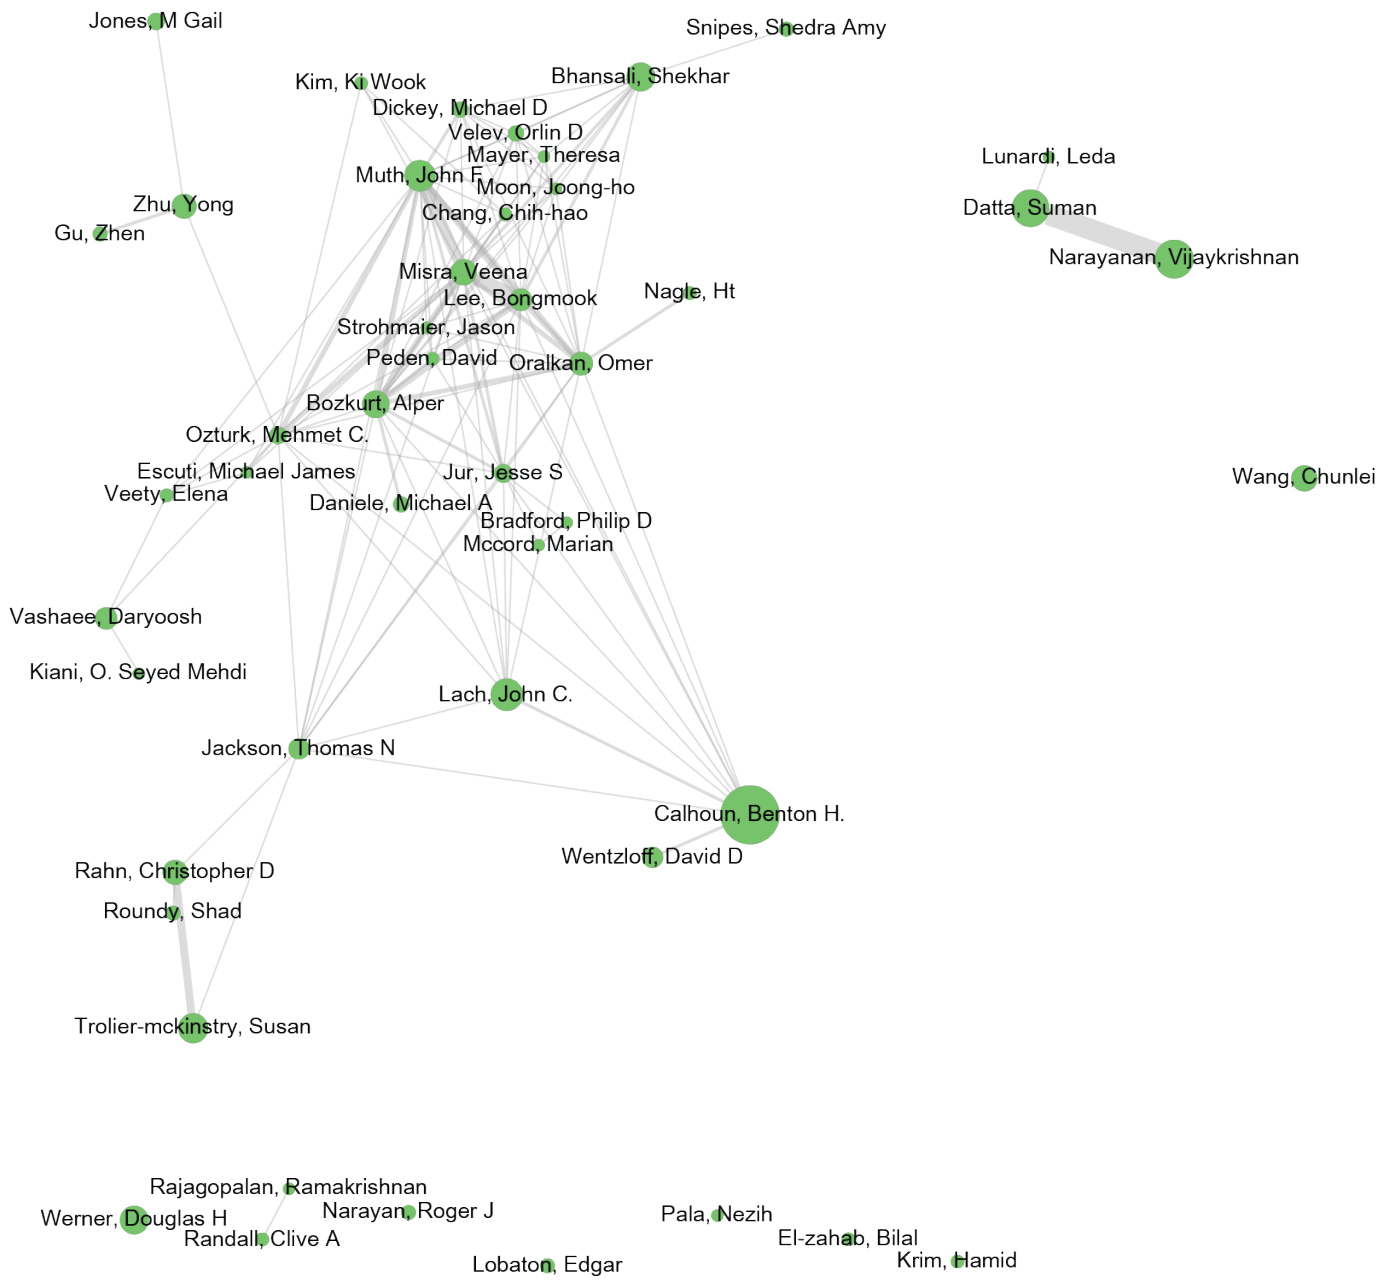 Jones, M Gail
Snipes, Shedra Amy
Bhansali, Shekhar
Kim, Ki Wook
Dickey, Michael D
Velev, Orlin D
Mayer, Theresa
Lunardi, Leda
Muth, John F
Moon, Joong-ho
Zhu, Yong
Datta, Suman
Chang, Chih-hao
Gu, Zhen
Narayanan, Vijaykrishnan
Misra, Veena
Nagle, Ht
Lee, Bongmook
Strohmaier, Jason
Peden, David
Oralkan, Omer
Bozkurt, Alper
Ozturk, Mehmet C.
Escuti, Michael James
Jur, Jesse S
Wang, Chunlei
Veety, Elena
Daniele, Michael A
Bradford, Philip D
Mccord, Marian
Vashaee, Daryoosh
Kiani, O. Seyed Mehdi
Lach, John C.
Jackson, Thomas N
Calhoun, Benton H.
Wentzloff, David D
Rahn, Christopher D
Roundy, Shad
Trolier-mckinstry, Susan
Rajagopalan, Ramakrishnan
Narayan, Roger J
Pala, Nezih
Werner, Douglas H
Randall, Clive A
El-zahab, Bilal
Krim, Hamid
Lobaton, Edgar